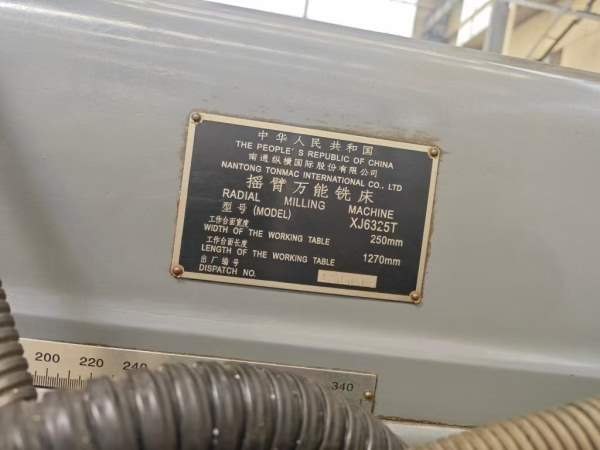 中华人民共和国
THE PEOPLE'S REPUBLIC OF CHINA
南通纵横国际股份有限公司
NANTONG TONMAC INTERNATIONAL CO., LTD
摇臂万能铣床
RADIAL MILLING MACHINE
型号(MODEL) XJ6325T
工作台面宽度
WIDTH OF THE WORKING TABLE 250mm
工作台面长度
LENGTH OF THE WORKING TABLE 1270mm
出厂编号
DISPATCH NO.
200 220 240 340